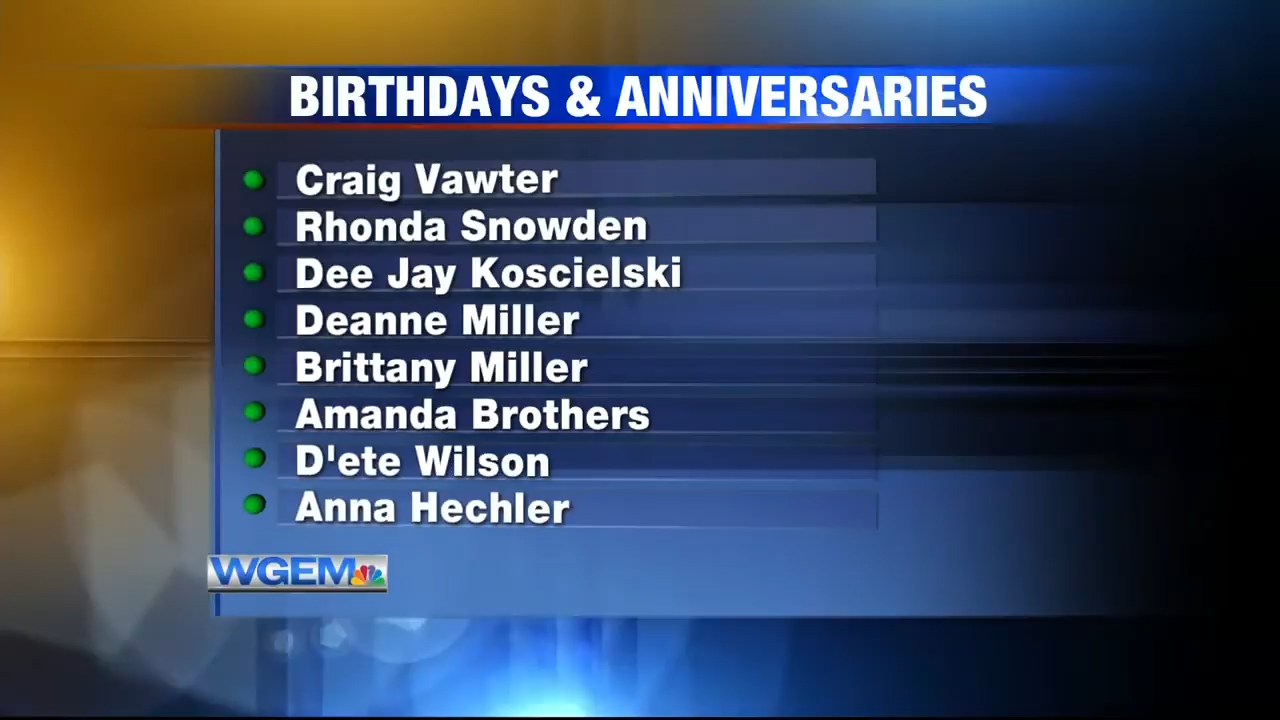 BIRTHDAYS & ANNIVERSARIES
Craig Vawter
Rhonda Snowden
Dee Jay Koscielski
Deanne Miller
Brittany Miller
Amanda Brothers
D'ete Wilson
Anna Hechler
WGEM